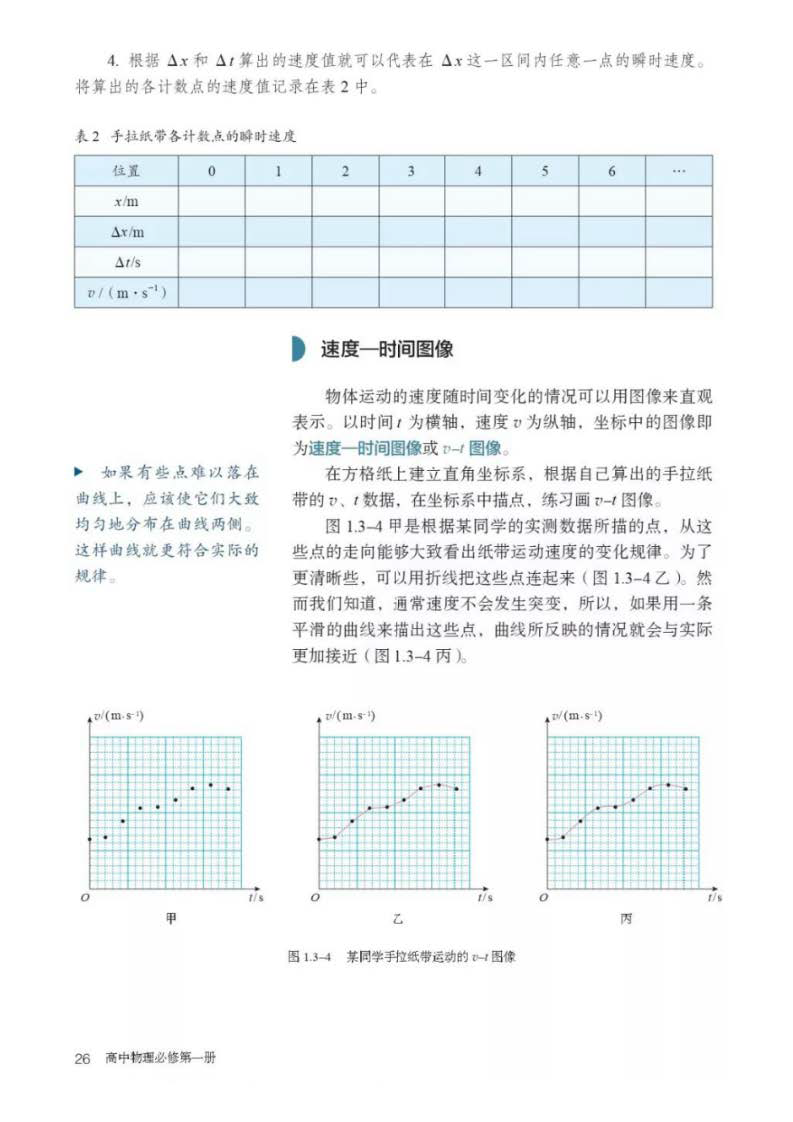 4. 根据 Δx 和 Δt 算出的速度值就可以代表在 Δx 这一区间内任意一点的瞬时速度。
将算出的各计数点的速度值记录在表 2 中。
表 2 手拉纸带各计数点的瞬时速度
位置 0 1 2 3 4 5 6 …
x/m
Δx/m
Δt/s
v /（m·s⁻¹）
速度—时间图像
物体运动的速度随时间变化的情况可以用图像来直观
表示。以时间 t 为横轴，速度 v 为纵轴，坐标中的图像即
为速度—时间图像或 v–t 图像。
▶ 如果有些点难以落在
曲线上，应该使它们大致
均匀地分布在曲线两侧。
这样曲线就更符合实际的
规律。
在方格纸上建立直角坐标系，根据自己算出的手拉纸
带的 v、t 数据，在坐标系中描点，练习画 v–t 图像。
图 1.3–4 甲是根据某同学的实测数据所描的点，从这
些点的走向能够大致看出纸带运动速度的变化规律。为了
更清晰些，可以用折线把这些点连起来（图 1.3–4 乙）。然
而我们知道，通常速度不会发生突变，所以，如果用一条
平滑的曲线来描出这些点，曲线所反映的情况就会与实际
更加接近（图 1.3–4 丙）。
v/(m·s⁻¹)
O
t/s
甲
v/(m·s⁻¹)
O
t/s
乙
v/(m·s⁻¹)
O
t/s
丙
图 1.3–4 某同学手拉纸带运动的 v–t 图像
26 高中物理必修第一册